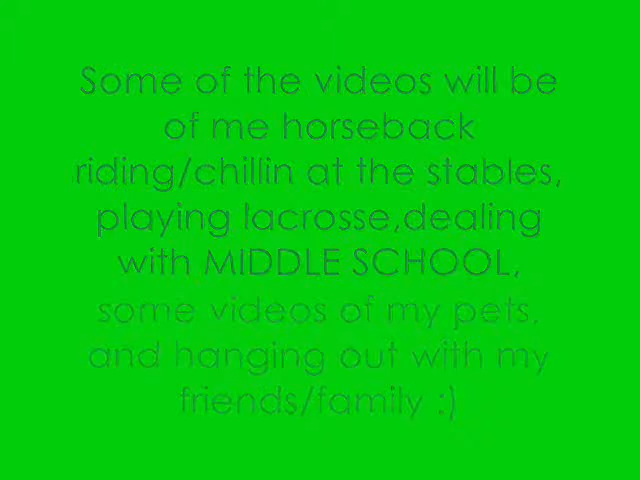 Some of the videos will be
of me horseback
riding/chillin at the stables,
playing lacrosse,dealing
with MIDDLE SCHOOL,
some videos of my pets,
and hanging out with my
friends/family :)